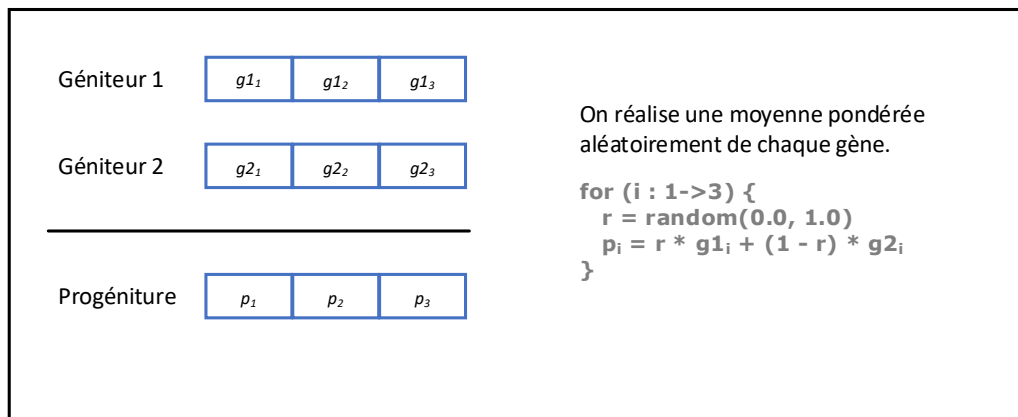 Géniteur 1
g1₁ g1₂ g1₃
Géniteur 2
g2₁ g2₂ g2₃
Progéniture
p₁ p₂ p₃
On réalise une moyenne pondérée
aléatoirement de chaque gène.
for (i : 1->3) {
r = random(0.0, 1.0)
pᵢ = r * g1ᵢ + (1 - r) * g2ᵢ
}